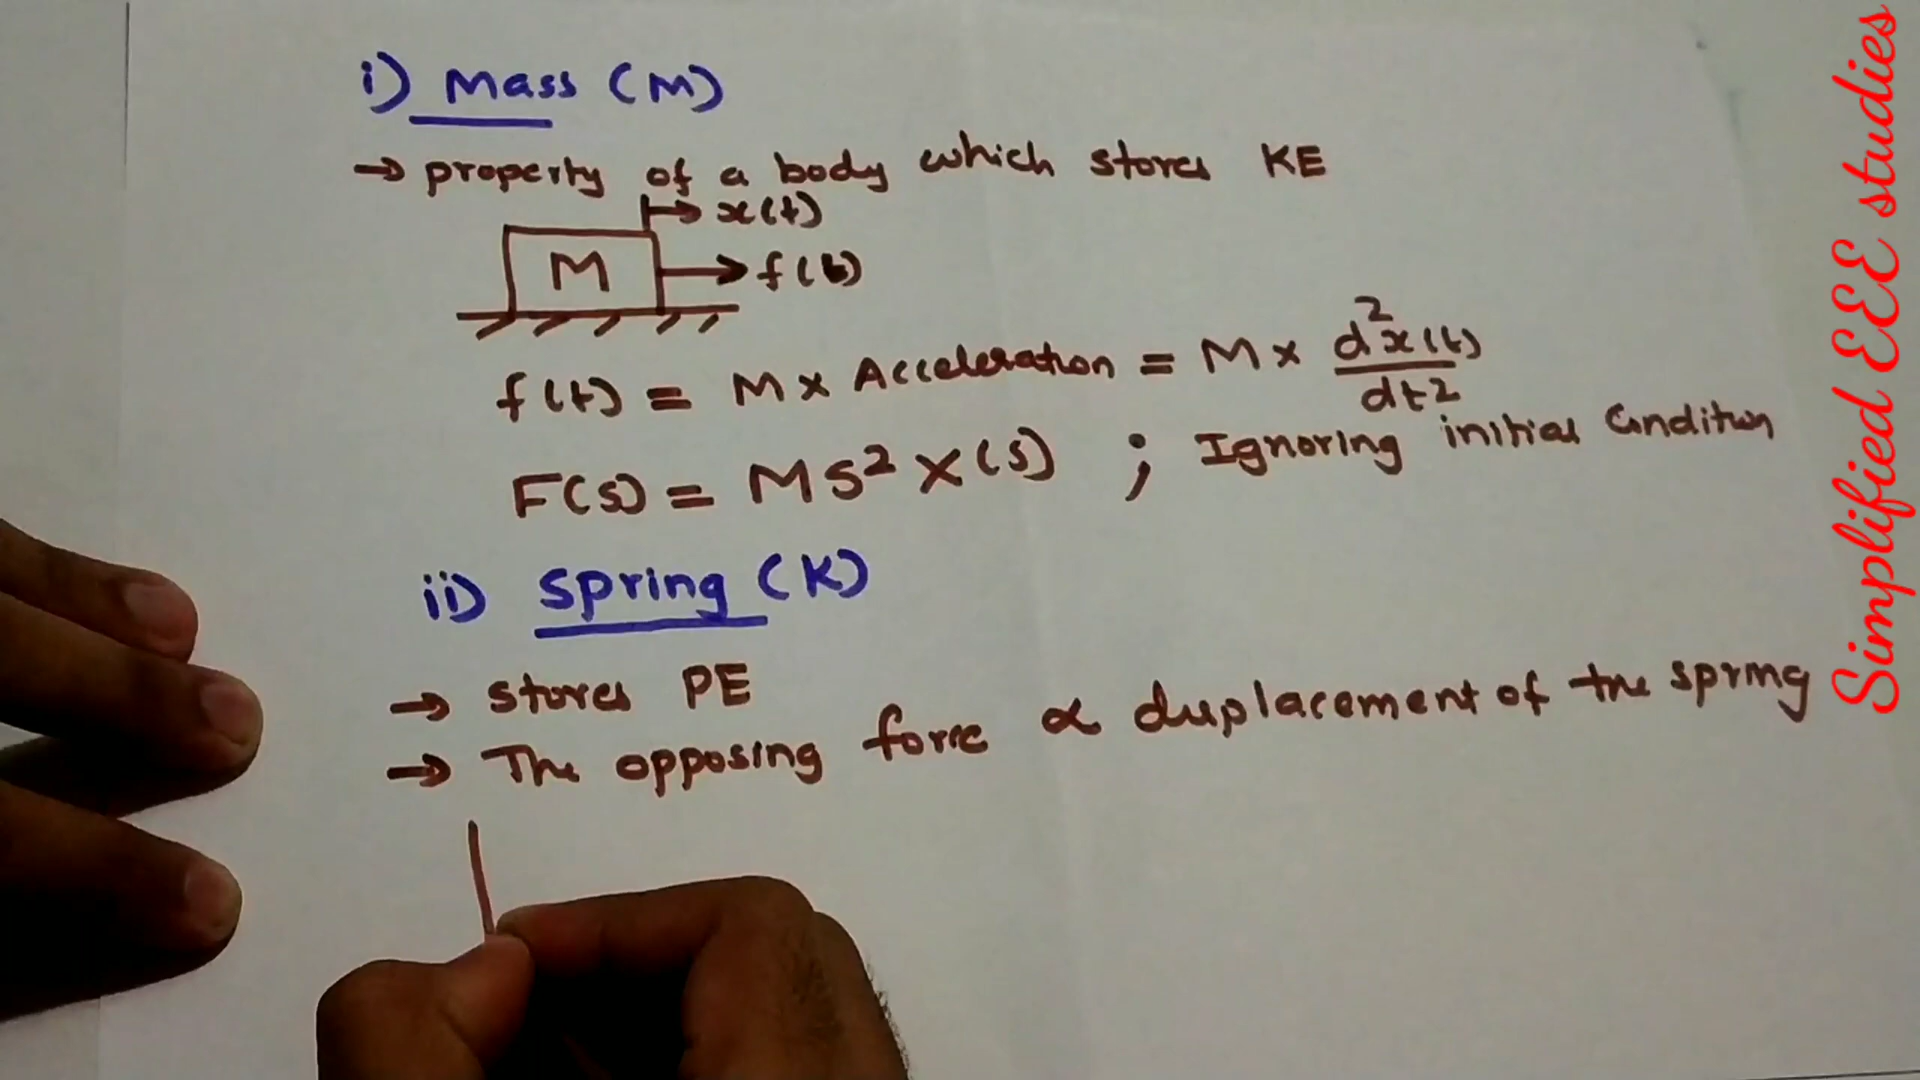 i) Mass (M)
→ property of a body which stores KE
x(t)
M
f(t)
f(t) = M × Acceleration = M × d²x(t)/dt²
F(s) = MS² X(s) ; Ignoring initial Condition
ii) Spring (K)
→ stores PE
→ The opposing force ∝ displacement of the spring
Simplified EEE studies